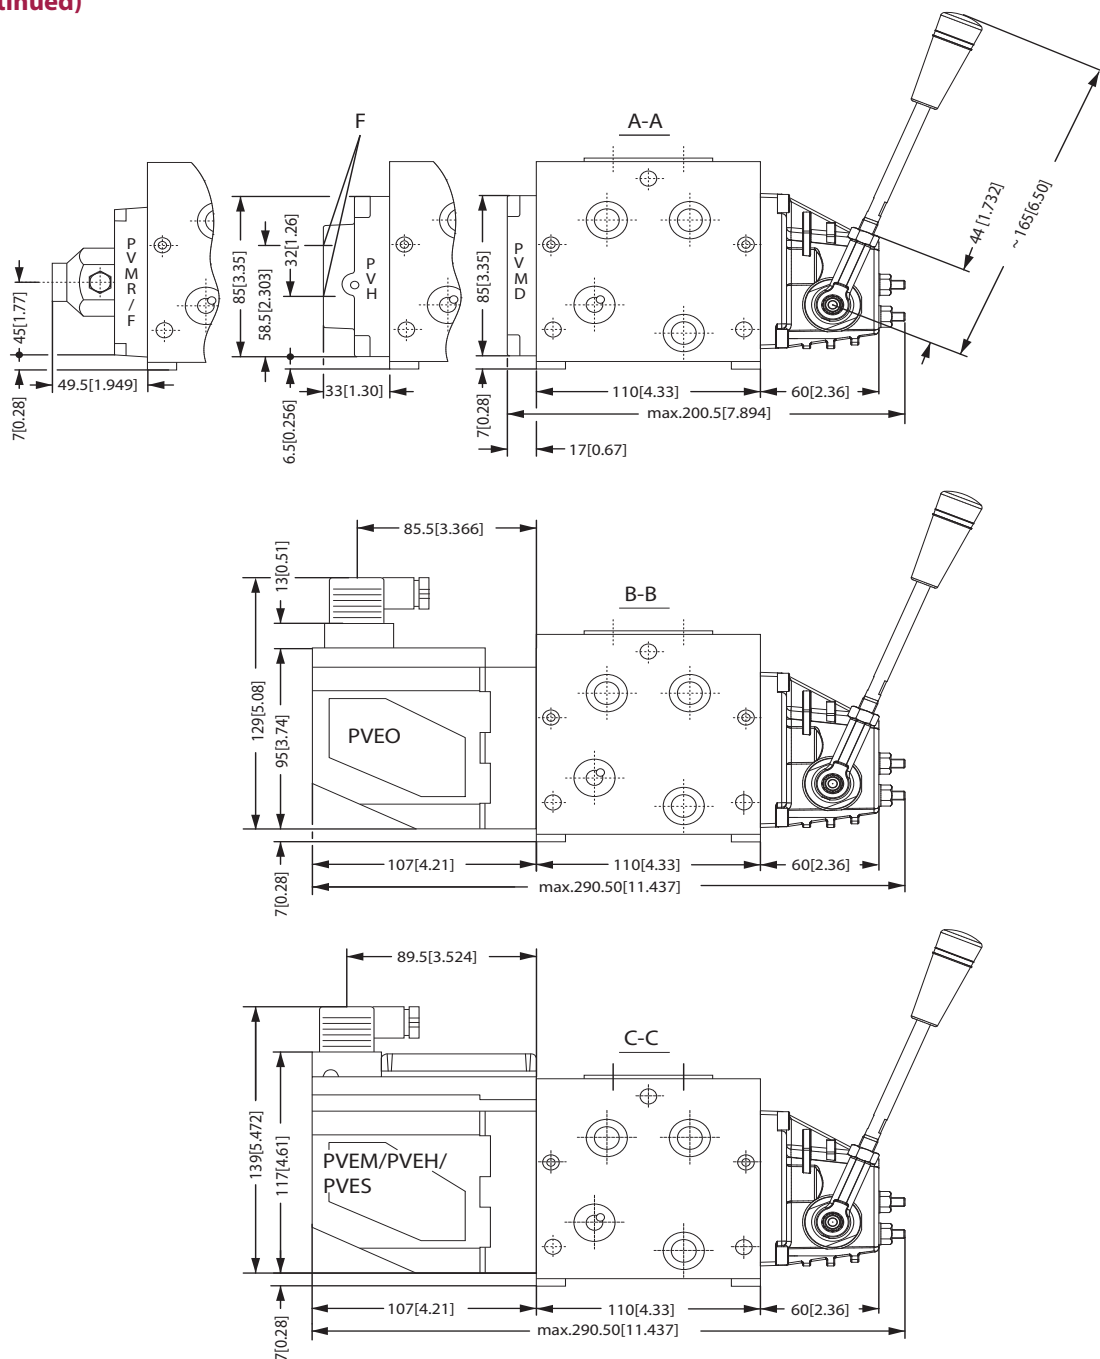 tinued)
F
A-A
PVMR/F
PVH
PVMD
45[1.77]
7[0.28]
49.5[1.949]
85[3.35]
58.5[2.303]
32[1.26]
6.5[0.256]
33[1.30]
85[3.35]
7[0.28]
17[0.67]
110[4.33]
60[2.36]
max.200.5[7.894]
44 [1.732]
~ 165[6.50]
85.5[3.366]
13[0.51]
B-B
129[5.08]
95[3.74]
PVEO
7[0.28]
107[4.21]
110[4.33]
60[2.36]
max.290.50[11.437]
89.5[3.524]
C-C
139[5.472]
117[4.61]
PVEM/PVEH/
PVES
7[0.28]
107[4.21]
110[4.33]
60[2.36]
max.290.50[11.437]